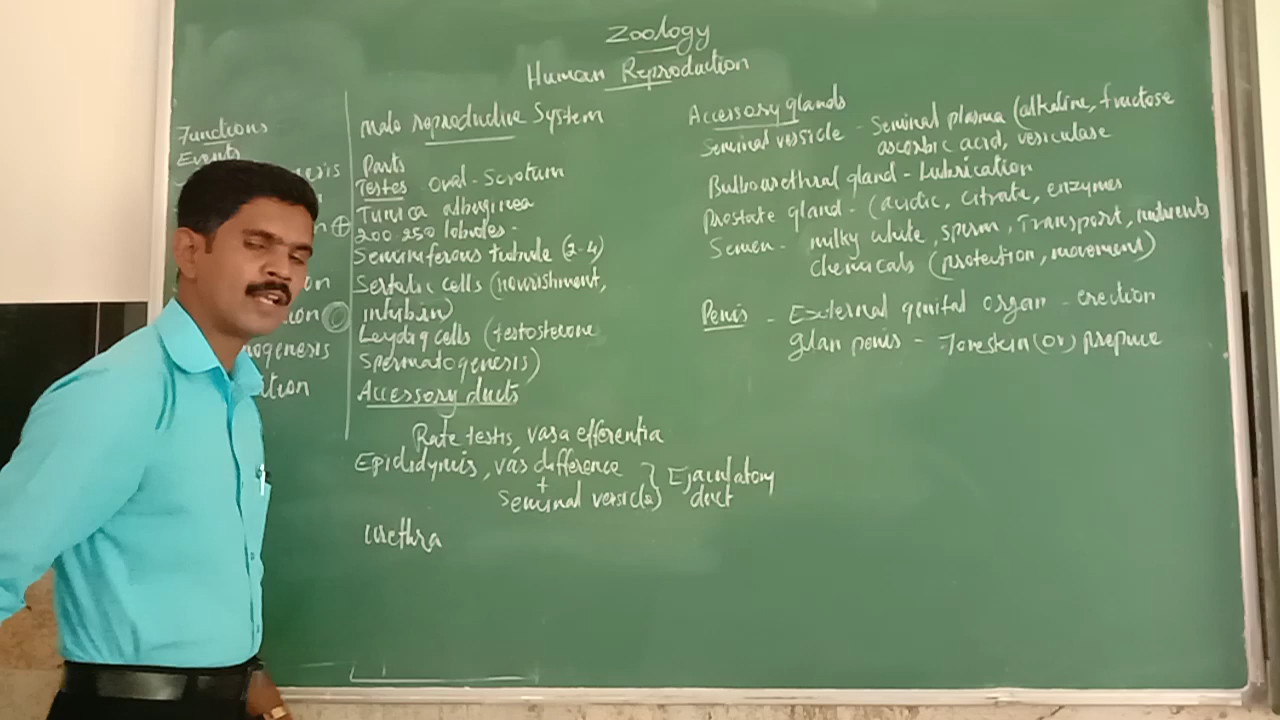 Zoology
Human Reproduction
Functions
Events
Male reproductive System
Parts
Testes oval - Scrotum
Tunica albuginea
200-250 lobules -
Seminiferous tubule (2-4)
Sertolic cells (nourishment,
inhibin)
Leydig cells (testosterone
Spermatogenesis)
Accessory ducts
Rete testis, vasa efferentia
Epididymis, vas difference
+
Seminal versicle } Ejaculatory
duct
Urethra
Accessory glands
Seminal versicle - Seminal plasma (alkaline, fructose
ascorbic acid, vesiculase
Bulbourethral gland - Lubrication
Prostate gland - (acidic, citrate, enzymes
Semen - milky white, sperm, Transport, nutrients
Chemicals (protection, movement)
Penis - External genital organ - erection
glan penis - Foreskin (or) prepuce